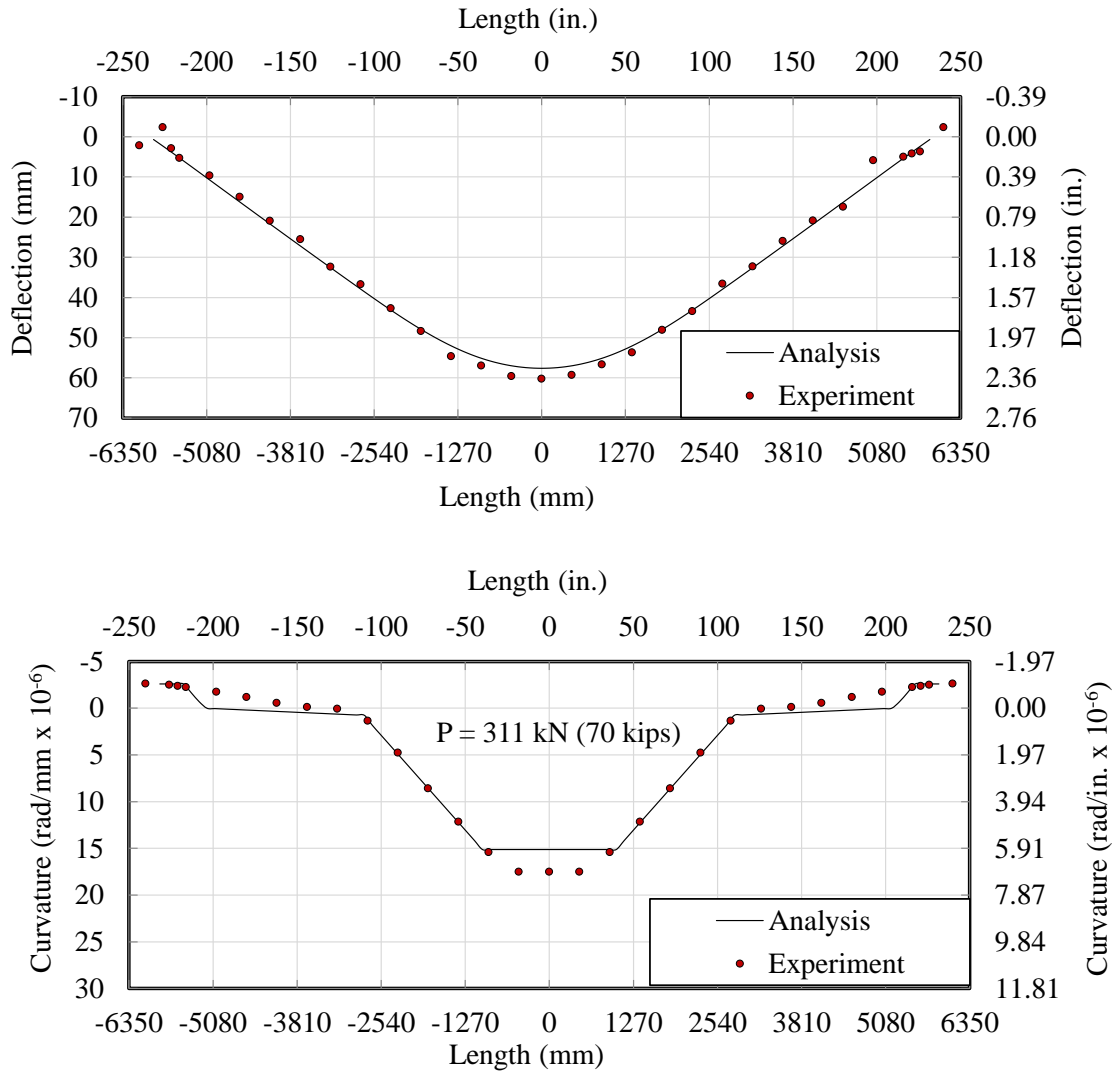 Length (in.)
-250 -200 -150 -100 -50 0 50 100 150 200 250
-10 -0.39
0 0.00
10 0.39
20 0.79
30 1.18
40 1.57
50 1.97
60 2.36
70 2.76
Deflection (mm)
Deflection (in.)
Analysis
Experiment
-6350 -5080 -3810 -2540 -1270 0 1270 2540 3810 5080 6350
Length (mm)
Length (in.)
-250 -200 -150 -100 -50 0 50 100 150 200 250
-5 -1.97
0 0.00
5 1.97
10 3.94
15 5.91
20 7.87
25 9.84
30 11.81
Curvature (rad/mm x 10⁻⁶)
Curvature (rad/in. x 10⁻⁶)
P = 311 kN (70 kips)
Analysis
Experiment
-6350 -5080 -3810 -2540 -1270 0 1270 2540 3810 5080 6350
Length (mm)